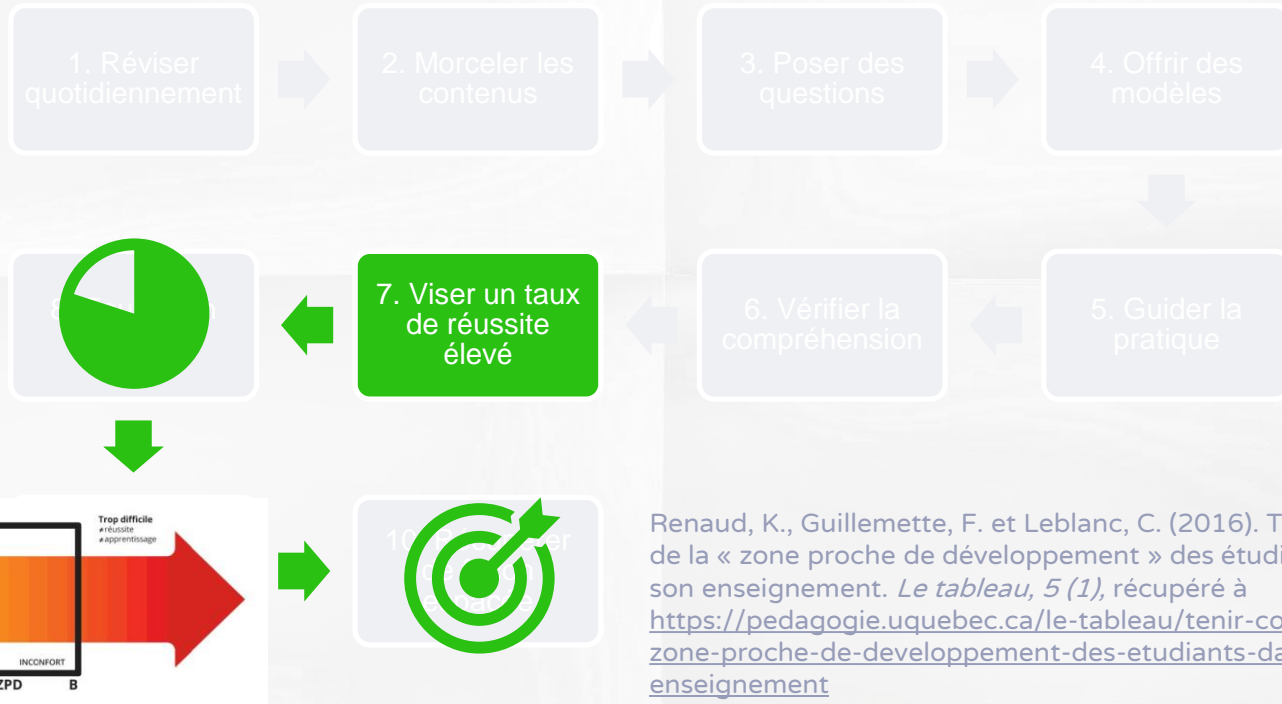 1. Réviser
quotidiennement
2. Morceler les
contenus
3. Poser des
questions
4. Offrir des
modèles
7. Viser un taux
de réussite
élevé
6. Vérifier la
compréhension
5. Guider la
pratique
Trop difficile
≠ réussite
≠ apprentissage
INCONFORT
ZPD B
10.
Renaud, K., Guillemette, F. et Leblanc, C. (2016). T
de la « zone proche de développement » des étudi
son enseignement. Le tableau, 5 (1), récupéré à
https://pedagogie.uquebec.ca/le-tableau/tenir-co
zone-proche-de-developpement-des-etudiants-da
enseignement